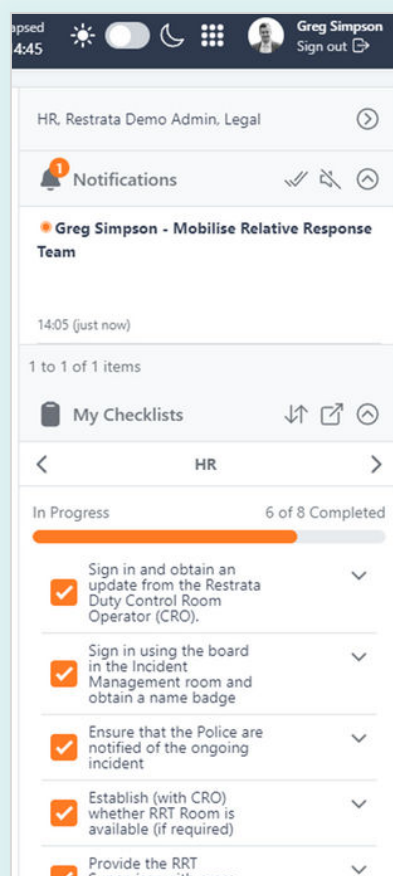 apsed
4:45
Greg Simpson
Sign out
HR, Restrata Demo Admin, Legal
1
Notifications
Greg Simpson - Mobilise Relative Response
Team
14:05 (just now)
1 to 1 of 1 items
My Checklists
HR
In Progress
6 of 8 Completed
Sign in and obtain an
update from the Restrata
Duty Control Room
Operator (CRO).
Sign in using the board
in the Incident
Management room and
obtain a name badge
Ensure that the Police are
notified of the ongoing
incident
Establish (with CRO)
whether RRT Room is
available (if required)
Provide the RRT